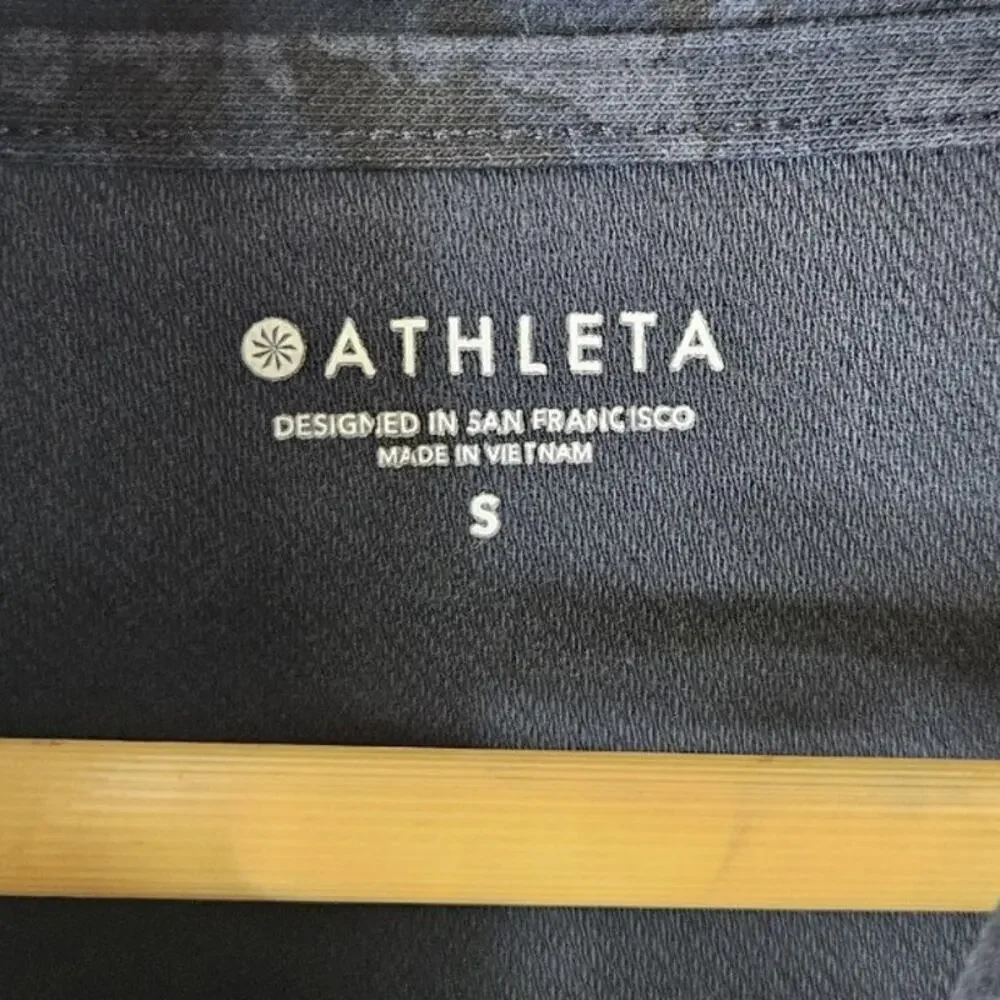 ATHLETA
DESIGNED IN SAN FRANCISCO
MADE IN VIETNAM
S